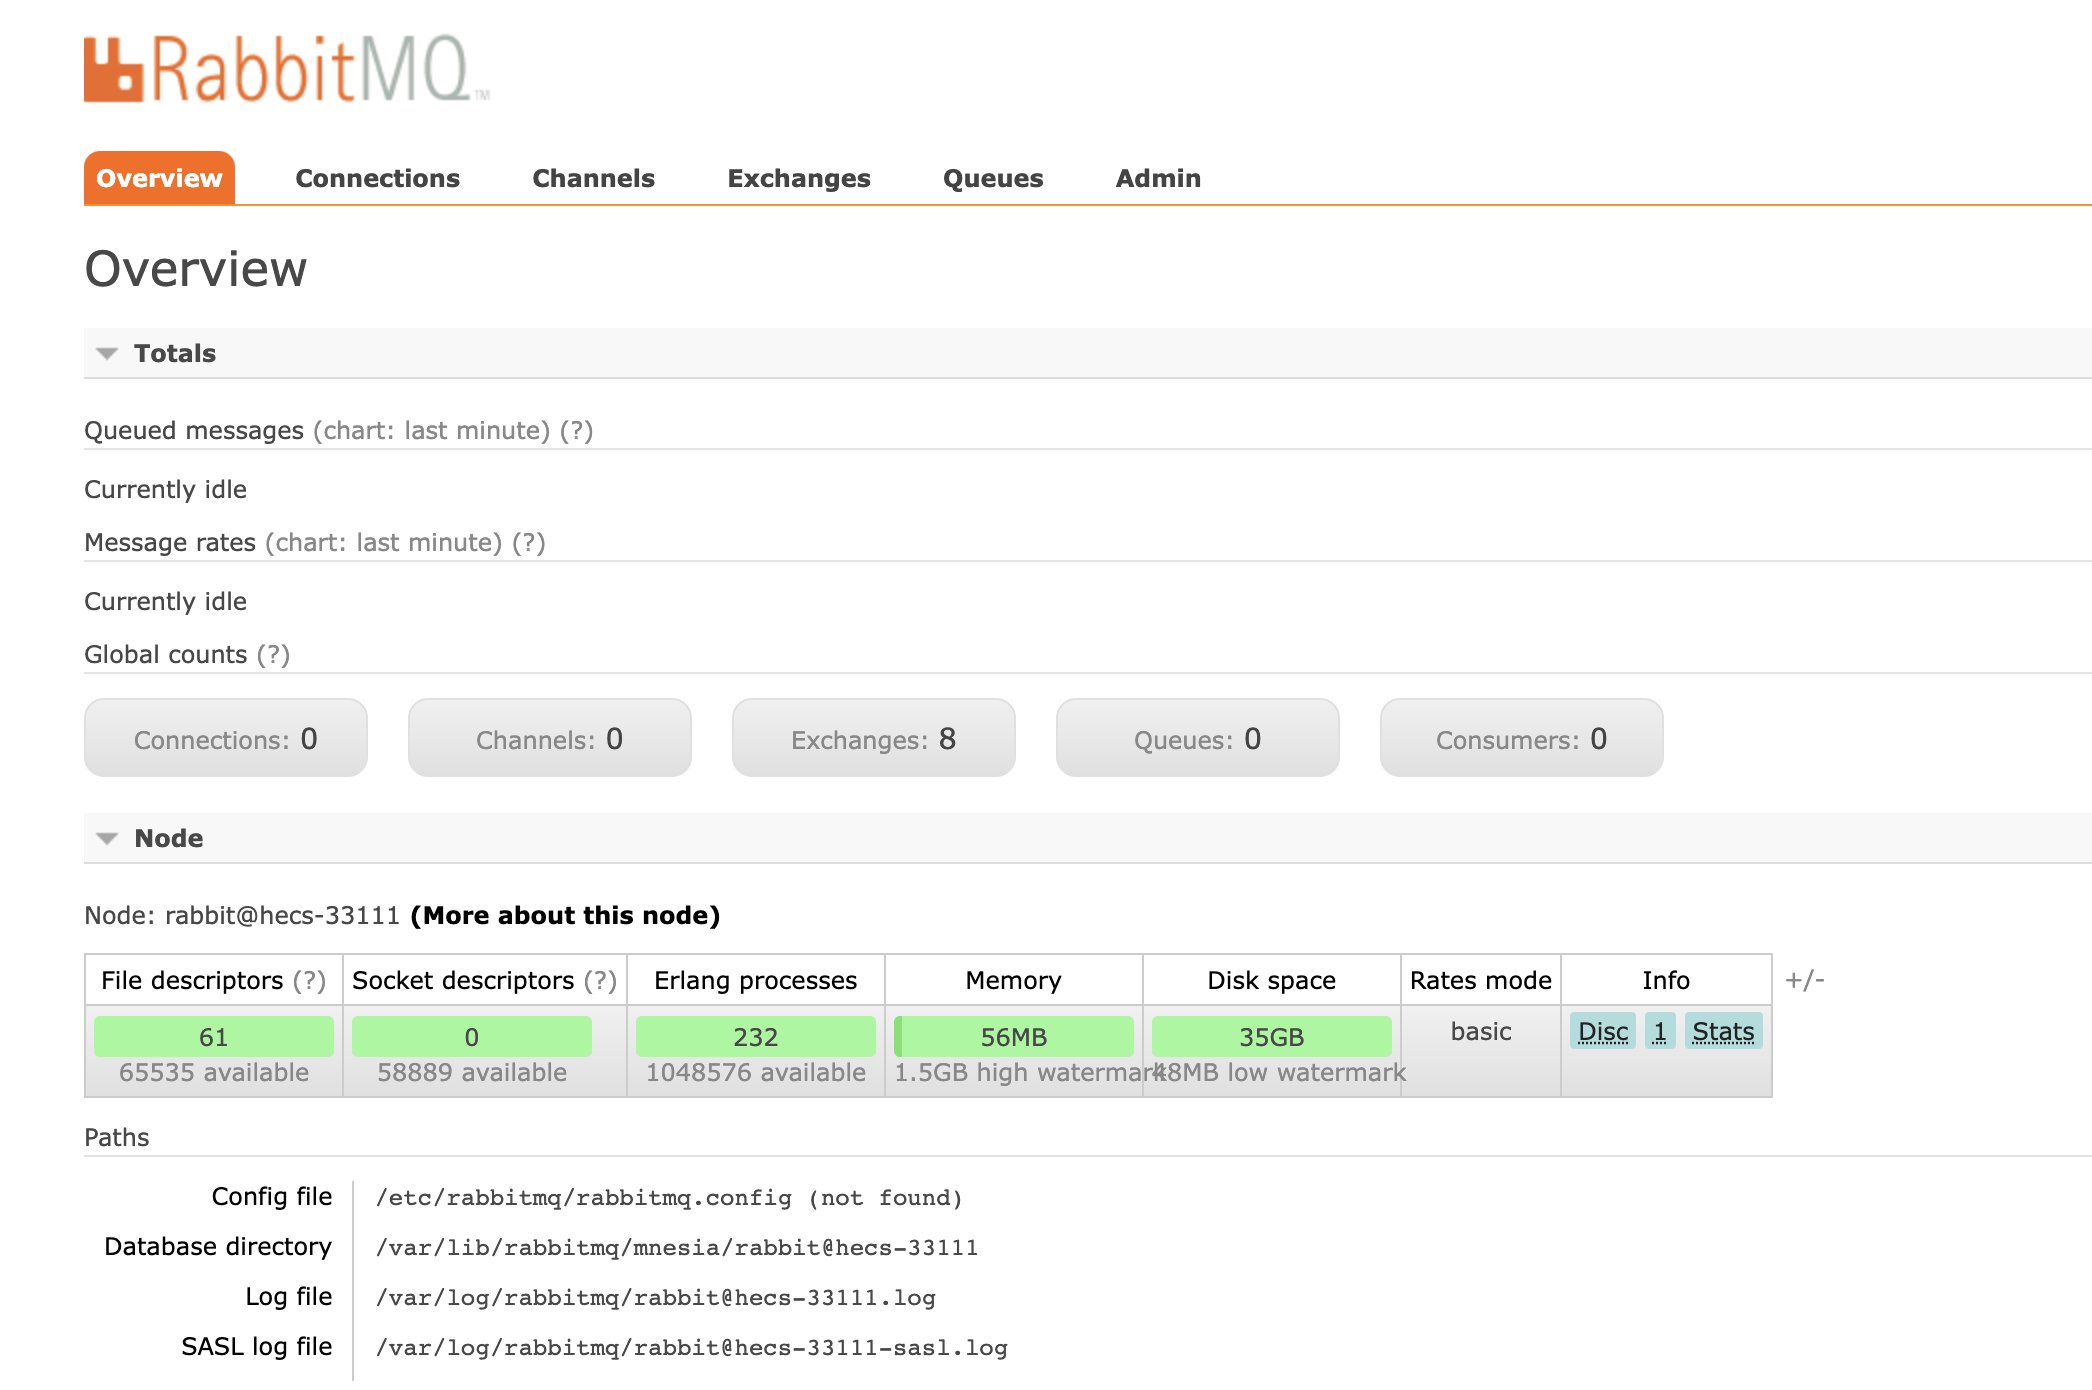 RabbitMQ™
Overview Connections Channels Exchanges Queues Admin
Overview
Totals
Queued messages (chart: last minute) (?)
Currently idle
Message rates (chart: last minute) (?)
Currently idle
Global counts (?)
Connections: 0 Channels: 0 Exchanges: 8 Queues: 0 Consumers: 0
Node
Node: rabbit@hecs-33111 (More about this node)
File descriptors (?) Socket descriptors (?) Erlang processes Memory Disk space Rates mode Info +/-
61 0 232 56MB 35GB basic Disc 1 Stats
65535 available 58889 available 1048576 available 1.5GB high watermark 48MB low watermark
Paths
Config file /etc/rabbitmq/rabbitmq.config (not found)
Database directory /var/lib/rabbitmq/mnesia/rabbit@hecs-33111
Log file /var/log/rabbitmq/rabbit@hecs-33111.log
SASL log file /var/log/rabbitmq/rabbit@hecs-33111-sasl.log